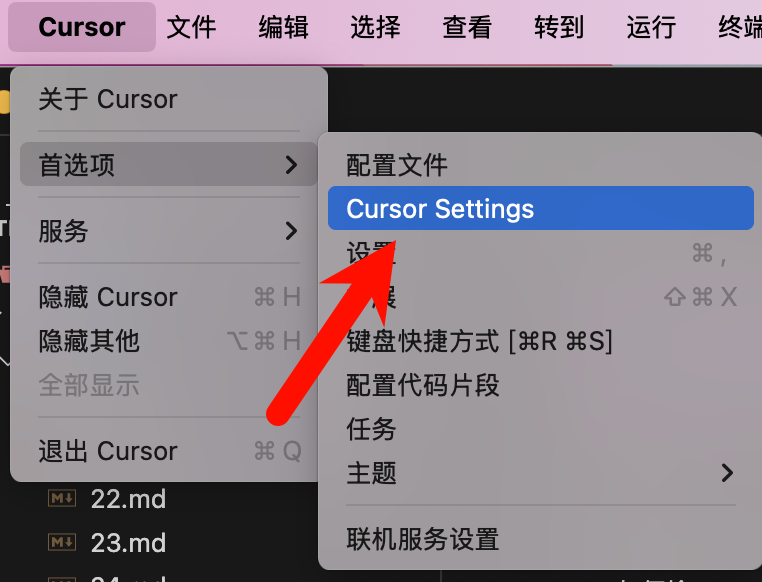 Cursor 文件 编辑 选择 查看 转到 运行 终端
关于 Cursor
首选项
服务
隐藏 Cursor ⌘ H
隐藏其他 ⌥ ⌘ H
全部显示
退出 Cursor ⌘ Q
配置文件
Cursor Settings
设置 ⌘ ,
展 ⇧ ⌘ X
键盘快捷方式 [⌘R ⌘S]
配置代码片段
任务
主题
联机服务设置
22.md
23.md